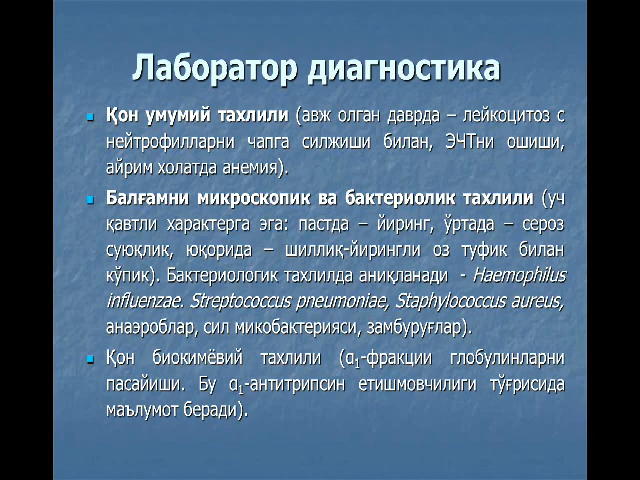 Лаборатор диагностика
Қон умумий тахлили (авж олган даврда – лейкоцитоз с
нейтрофилларни чапга силжиши билан, ЭЧТни ошиши,
айрим холатда анемия).
Балғамни микроскопик ва бактериолик тахлили (уч
қавтли характерга эга: пастда – йиринг, ўртада – сероз
суюқлик, юқорида – шиллиқ-йирингли оз туфик билан
кўпик). Бактериологик тахлилда аниқланади - Haemophilus
influenzae. Streptococcus pneumoniae, Staphylococcus aureus,
анаэроблар, сил микобактерияси, замбуруғлар).
Қон биокимёвий тахлили (α1-фракции глобулинларни
пасайиши. Бу α1-антитрипсин етишмовчилиги тўғрисида
маълумот беради).